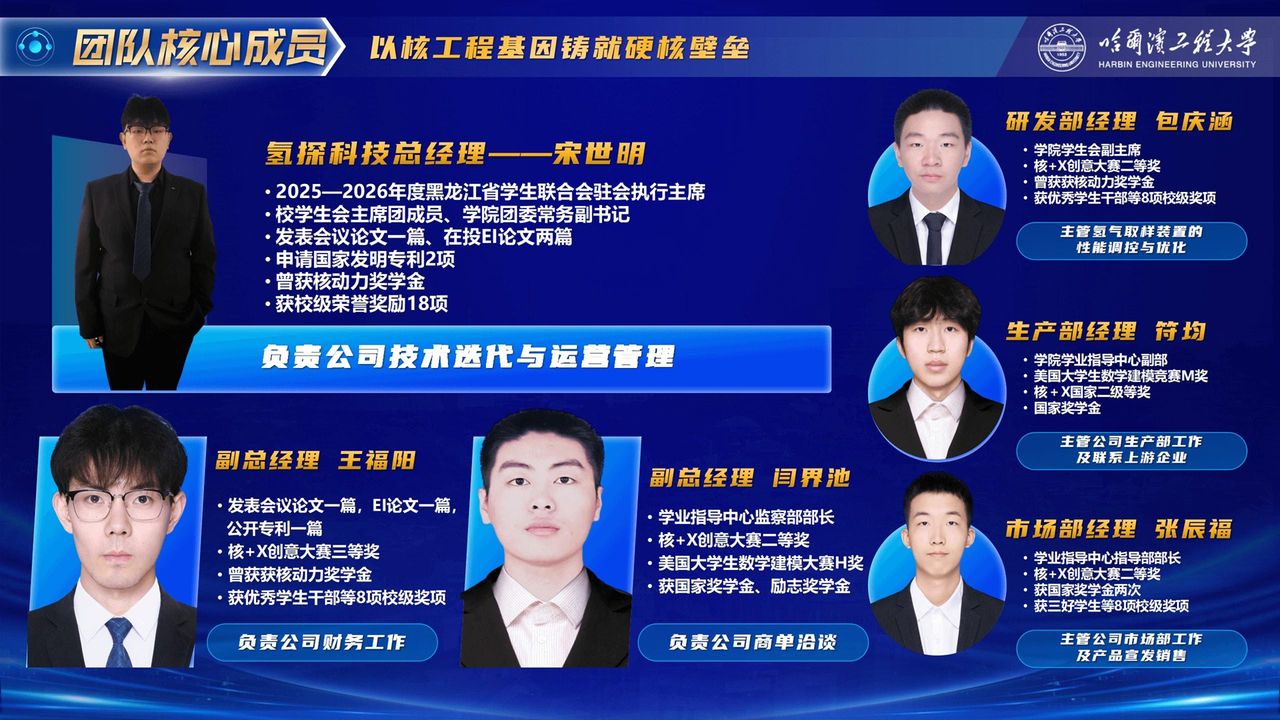 团队核心成员
以核工程基因铸就硬核壁垒
哈尔滨工程大学
HARBIN ENGINEERING UNIVERSITY
氢探科技总经理——宋世明
• 2025—2026年度黑龙江省学生联合会驻会执行主席
• 校学生会主席团成员、学院团委常务副书记
• 发表会议论文一篇、在投EI论文两篇
• 申请国家发明专利2项
• 曾获核动力奖学金
• 获校级荣誉奖励18项
负责公司技术迭代与运营管理
副总经理 王福阳
• 发表会议论文一篇，EI论文一篇，
公开专利一篇
• 核+X创意大赛三等奖
• 曾获获核动力奖学金
• 获优秀学生干部等8项校级奖项
负责公司财务工作
副总经理 闫界池
• 学业指导中心监察部部长
• 核+X创意大赛二等奖
• 美国大学生数学建模大赛H奖
• 获国家奖学金、励志奖学金
负责公司商单洽谈
研发部经理 包庆涵
• 学院学生会副主席
• 核+X创意大赛二等奖
• 曾获获核动力奖学金
• 获优秀学生干部等8项校级奖项
主管氢气取样装置的
性能调控与优化
生产部经理 符均
• 学院学业指导中心副部
• 美国大学生数学建模竞赛M奖
• 核＋X国家二级等奖
• 国家奖学金
主管公司生产部工作
及联系上游企业
市场部经理 张辰福
• 学业指导中心指导部部长
• 核+X创意大赛二等奖
• 获国家奖学金两次
• 获三好学生等8项校级奖项
主管公司市场部工作
及产品宣发销售